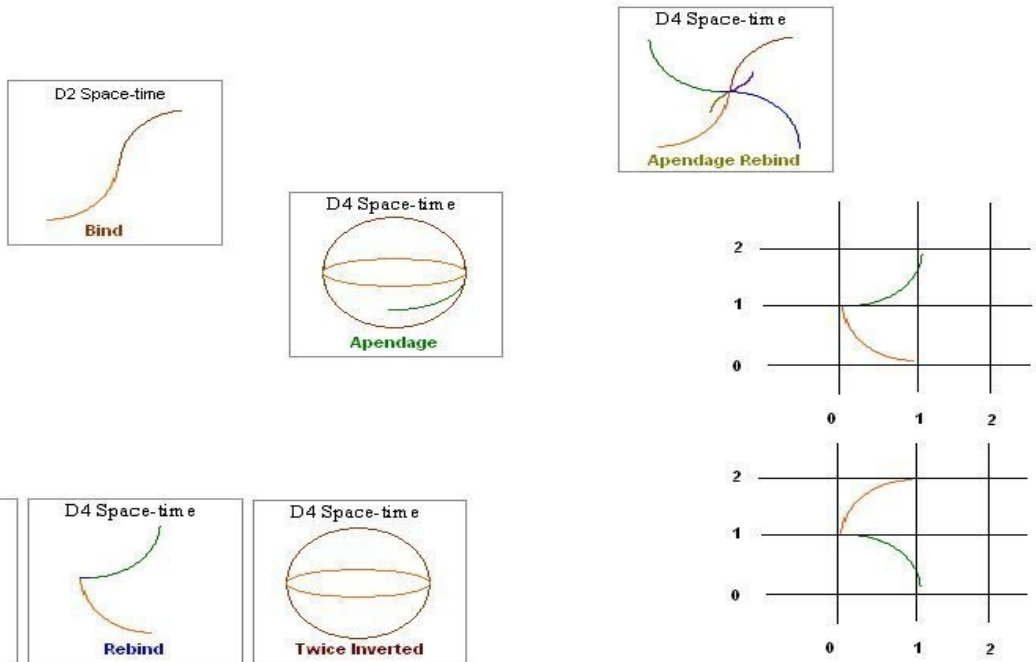 D4 Space-time
Apendage Rebind
D2 Space-time
Bind
D4 Space-time
Apendage
2
1
0
0 1 2
D4 Space-time
Rebind
D4 Space-time
Twice Inverted
2
1
0
0 1 2